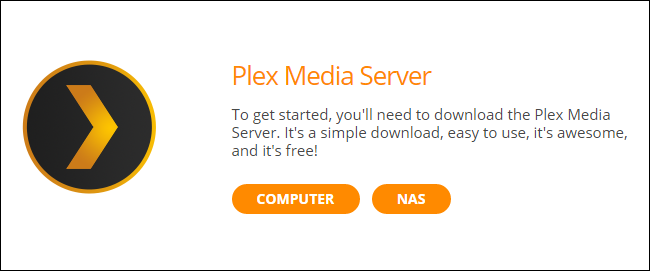 Plex Media Server
To get started, you'll need to download the Plex Media
Server. It's a simple download, easy to use, it's awesome,
and it's free!
COMPUTER NAS